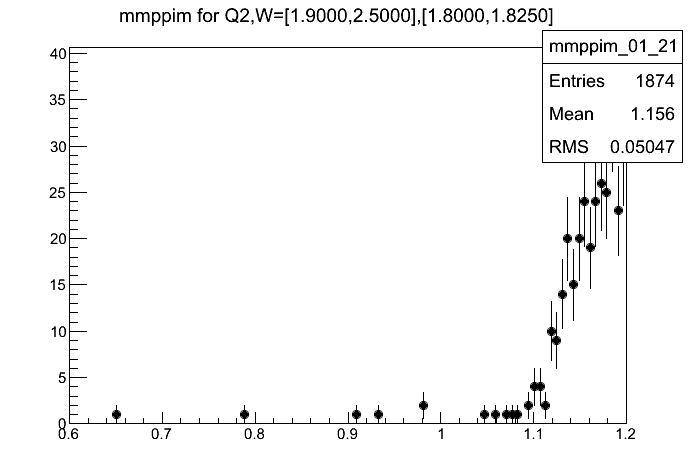 mmppim for Q2,W=[1.9000,2.5000],[1.8000,1.8250]
mmppim_01_21
Entries 1874
Mean 1.156
RMS 0.05047
40
35
30
25
20
15
10
5
0
0.6 0.7 0.8 0.9 1 1.1 1.2